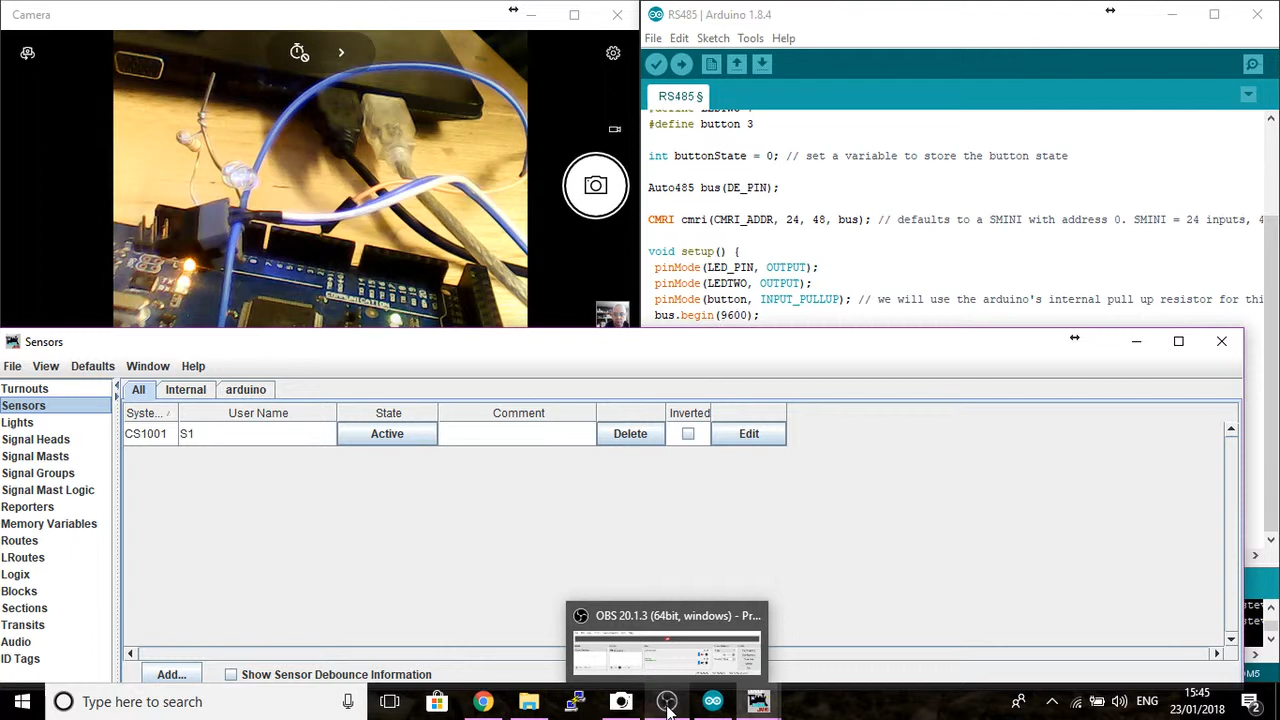 Camera
RS485 | Arduino 1.8.4
File Edit Sketch Tools Help
RS485 §
#define button 3
int buttonState = 0; // set a variable to store the button state
Auto485 bus(DE_PIN);
CMRI cmri(CMRI_ADDR, 24, 48, bus); // defaults to a SMINI with address 0. SMINI = 24 inputs, 4
void setup() {
pinMode(LED_PIN, OUTPUT);
pinMode(LEDTWO, OUTPUT);
pinMode(button, INPUT_PULLUP); // we will use the arduino's internal pull up resistor for thi
bus.begin(9600);
COMMUNICATION
Sensors
File View Defaults Window Help
Turnouts
Sensors
Lights
Signal Heads
Signal Masts
Signal Groups
Signal Mast Logic
Reporters
Memory Variables
Routes
LRoutes
Logix
Blocks
Sections
Transits
Audio
ID Tags
All Internal arduino
Syste... User Name State Comment Inverted
CS1001 S1 Active Delete Edit
Add... Show Sensor Debounce Information
OBS 20.1.3 (64bit, windows) - Pr...
Type here to search
ENG
15:45
23/01/2018
2